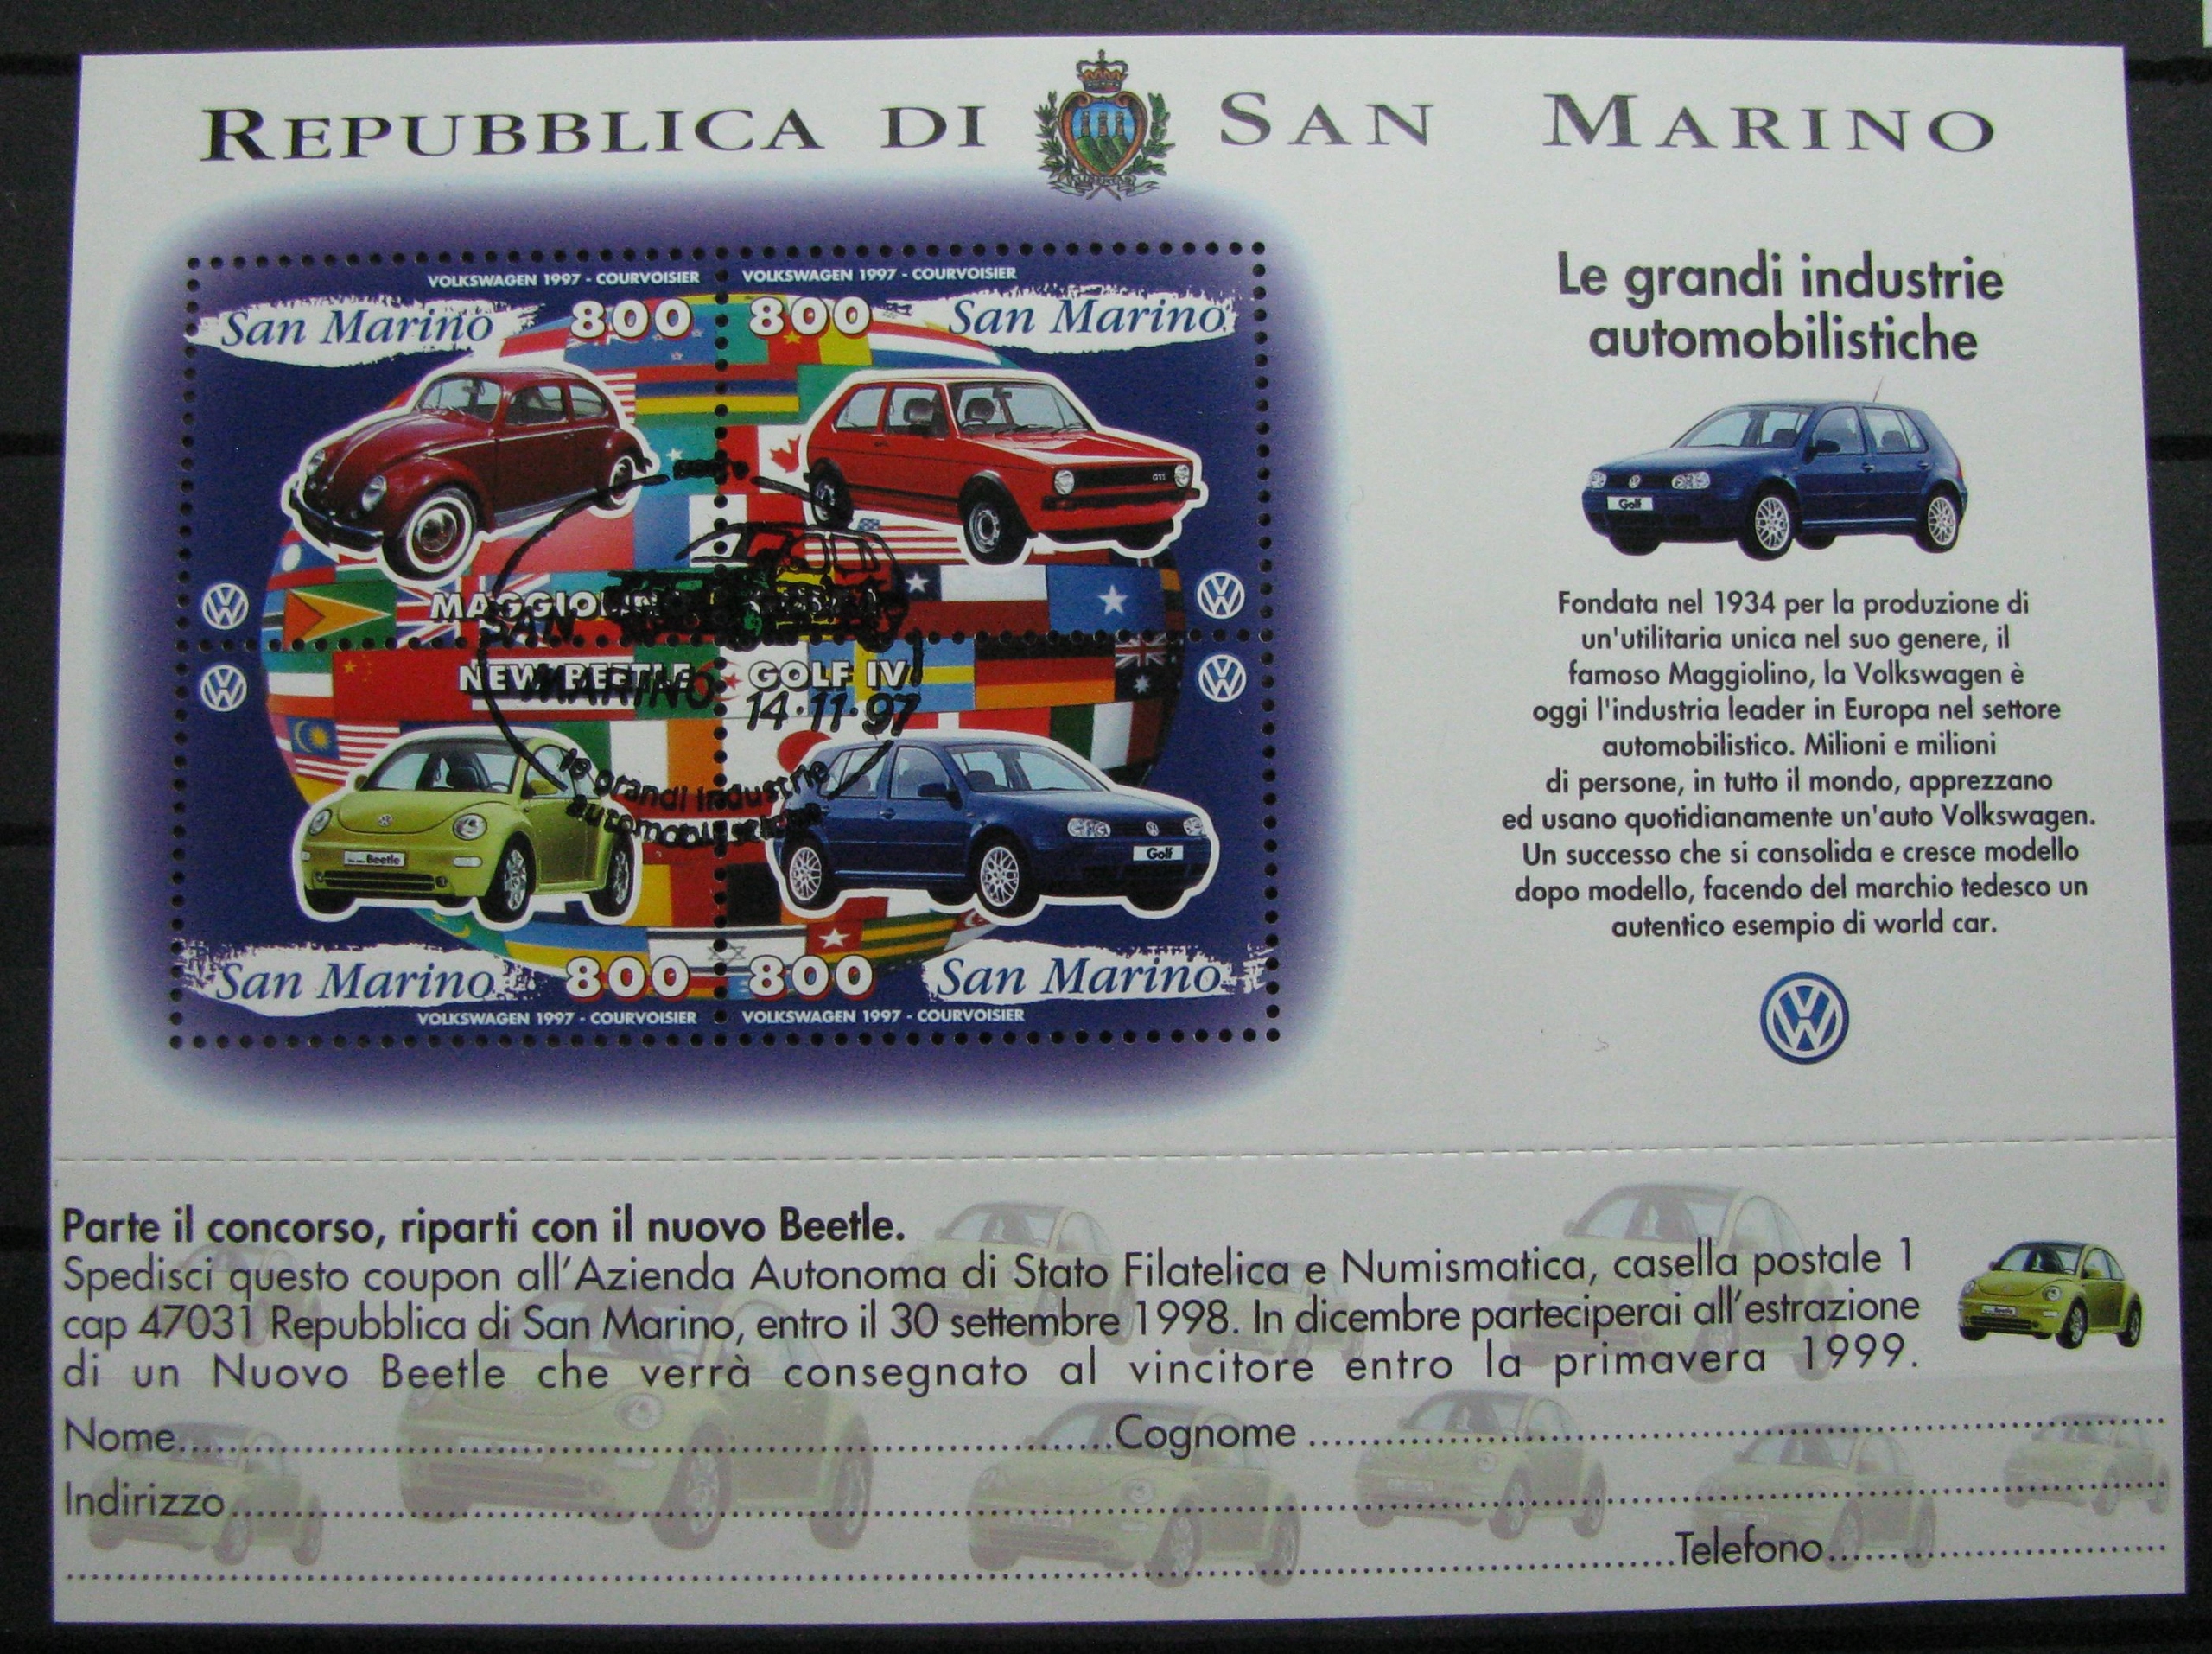 REPUBBLICA DI SAN MARINO
VOLKSWAGEN 1997 - COURVOISIER
San Marino 800
VOLKSWAGEN 1997 - COURVOISIER
800 San Marino
GTI
SAN
MARINO
NEW BEETLE
GOLF IV
14·11·97
le grandi industrie
Beetle
Golf
San Marino 800
VOLKSWAGEN 1997 - COURVOISIER
800 San Marino
VOLKSWAGEN 1997 - COURVOISIER
Le grandi industrie
automobilistiche
Golf
Fondata nel 1934 per la produzione di
un'utilitaria unica nel suo genere, il
famoso Maggiolino, la Volkswagen è
oggi l'industria leader in Europa nel settore
automobilistico. Milioni e milioni
di persone, in tutto il mondo, apprezzano
ed usano quotidianamente un'auto Volkswagen.
Un successo che si consolida e cresce modello
dopo modello, facendo del marchio tedesco un
autentico esempio di world car.
Parte il concorso, riparti con il nuovo Beetle.
Spedisci questo coupon all'Azienda Autonoma di Stato Filatelica e Numismatica, casella postale 1
cap 47031 Repubblica di San Marino, entro il 30 settembre 1998. In dicembre parteciperai all'estrazione
di un Nuovo Beetle che verrà consegnato al vincitore entro la primavera 1999.
Nome Cognome
Indirizzo
Telefono